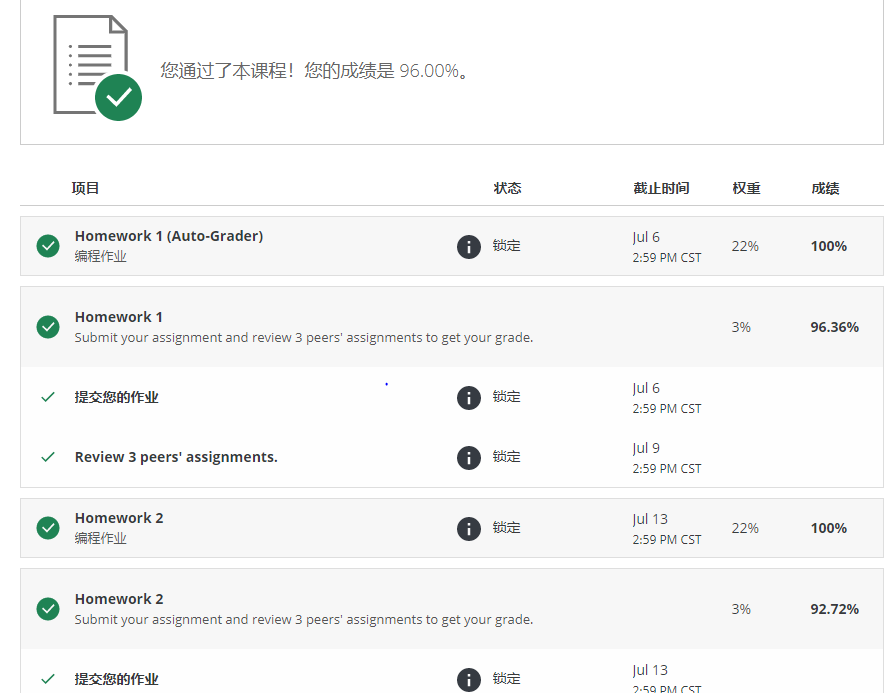 您通过了本课程！您的成绩是 96.00%。
项目 状态 截止时间 权重 成绩
Homework 1 (Auto-Grader)
编程作业
锁定
Jul 6
2:59 PM CST
22%
100%
Homework 1
Submit your assignment and review 3 peers' assignments to get your grade.
3%
96.36%
提交您的作业
锁定
Jul 6
2:59 PM CST
Review 3 peers' assignments.
锁定
Jul 9
2:59 PM CST
Homework 2
编程作业
锁定
Jul 13
2:59 PM CST
22%
100%
Homework 2
Submit your assignment and review 3 peers' assignments to get your grade.
3%
92.72%
提交您的作业
锁定
Jul 13
2:59 PM CST